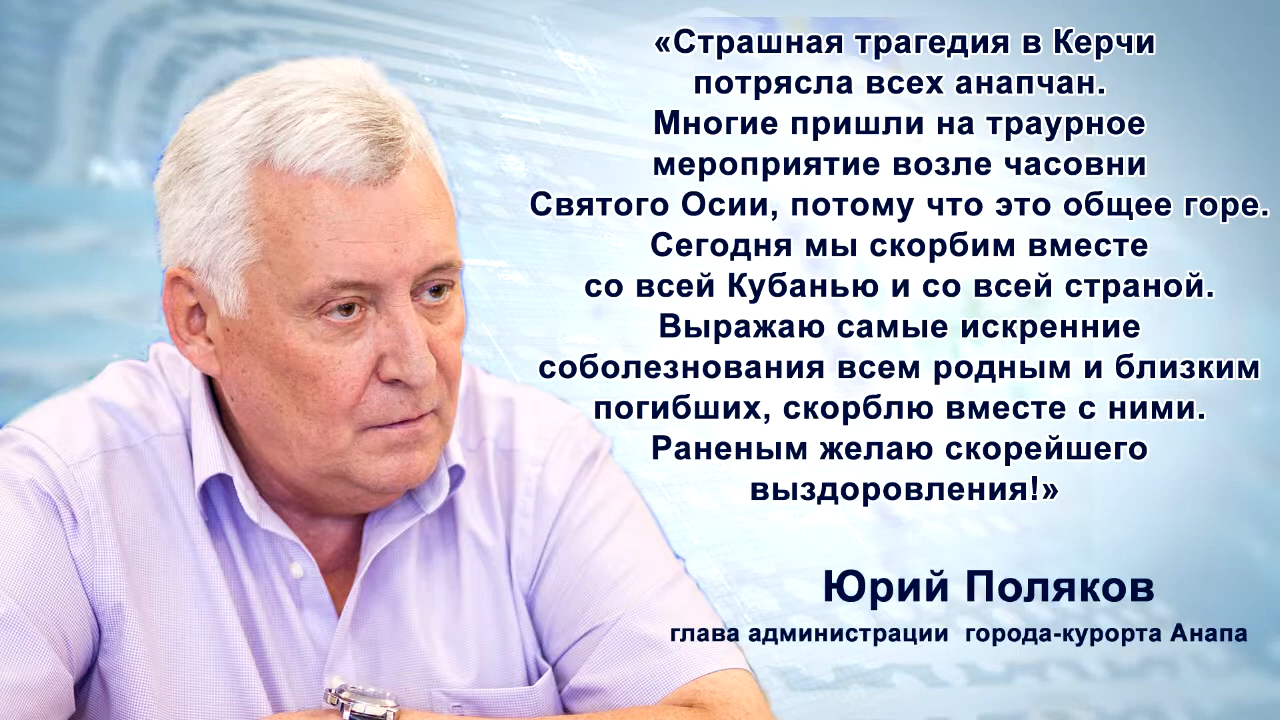 «Страшная трагедия в Керчи
потрясла всех анапчан.
Многие пришли на траурное
мероприятие возле часовни
Святого Осии, потому что это общее горе.
Сегодня мы скорбим вместе
со всей Кубанью и со всей страной.
Выражаю самые искренние
соболезнования всем родным и близким
погибших, скорблю вместе с ними.
Раненым желаю скорейшего
выздоровления!»
Юрий Поляков
глава администрации города-курорта Анапа